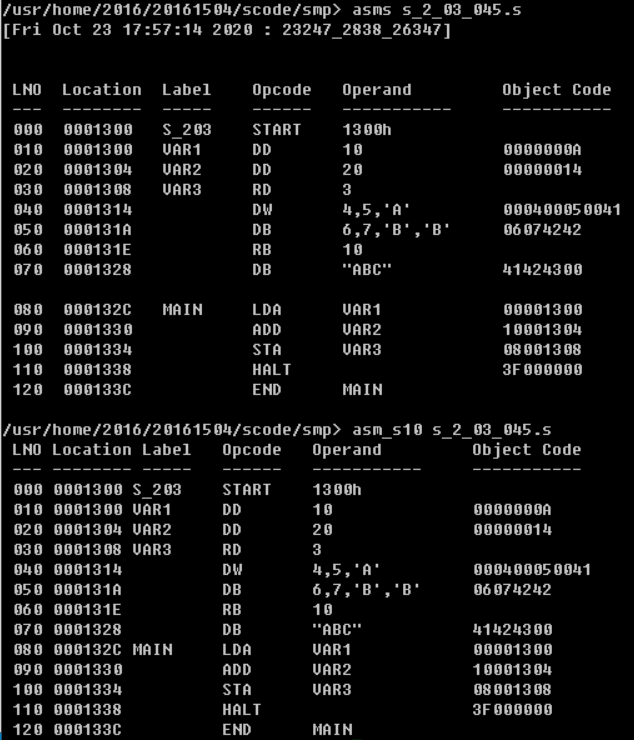 /usr/home/2016/20161504/scode/smp> asms s_2_03_045.s
[Fri Oct 23 17:57:14 2020 : 23247_2838_26347]
LNO Location Label Opcode Operand Object Code
--- -------- ----- ------ ----------- -----------
000 0001300 S_203 START 1300h
010 0001300 VAR1 DD 10 0000000A
020 0001304 VAR2 DD 20 00000014
030 0001308 VAR3 RD 3
040 0001314 DW 4,5,'A' 000400050041
050 000131A DB 6,7,'B','B' 06074242
060 000131E RB 10
070 0001328 DB "ABC" 41424300
080 000132C MAIN LDA VAR1 00001300
090 0001330 ADD VAR2 10001304
100 0001334 STA VAR3 08001308
110 0001338 HALT 3F000000
120 000133C END MAIN
/usr/home/2016/20161504/scode/smp> asm_s10 s_2_03_045.s
LNO Location Label Opcode Operand Object Code
--- -------- ----- ------ ----------- -----------
000 0001300 S_203 START 1300h
010 0001300 VAR1 DD 10 0000000A
020 0001304 VAR2 DD 20 00000014
030 0001308 VAR3 RD 3
040 0001314 DW 4,5,'A' 000400050041
050 000131A DB 6,7,'B','B' 06074242
060 000131E RB 10
070 0001328 DB "ABC" 41424300
080 000132C MAIN LDA VAR1 00001300
090 0001330 ADD VAR2 10001304
100 0001334 STA VAR3 08001308
110 0001338 HALT 3F000000
120 000133C END MAIN